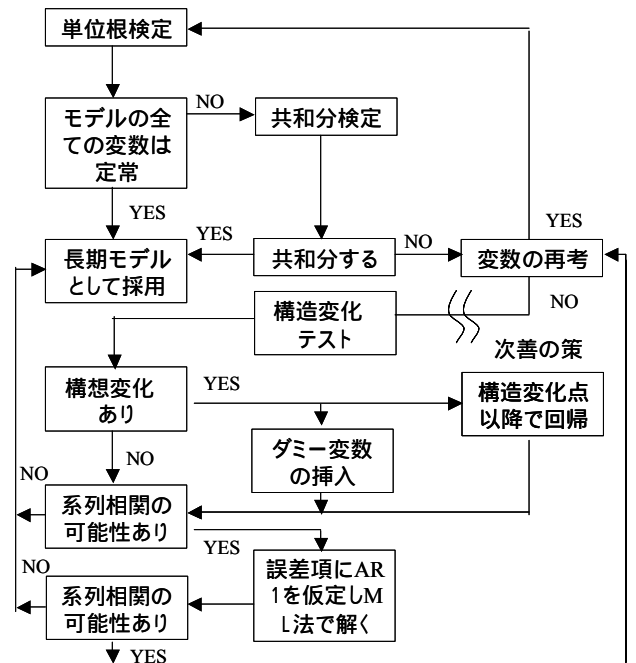 単位根検定
モデルの全
ての変数は
定常
NO
共和分検定
YES
長期モデル
として採用
YES
共和分する
NO
変数の再考
YES
NO
構造変化
テスト
次善の策
構想変化
あり
YES
構造変化点
以降で回帰
NO
ダミー変数
の挿入
NO
系列相関の
可能性あり
YES
誤差項にAR
1を仮定しM
L法で解く
NO
系列相関の
可能性あり
YES